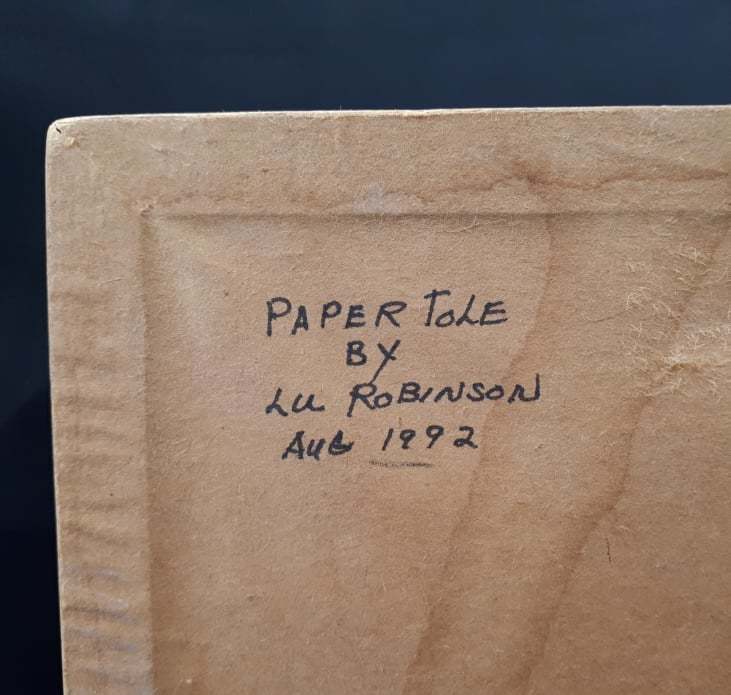 PAPER TOLE
BY
LU ROBINSON
AUG 1992